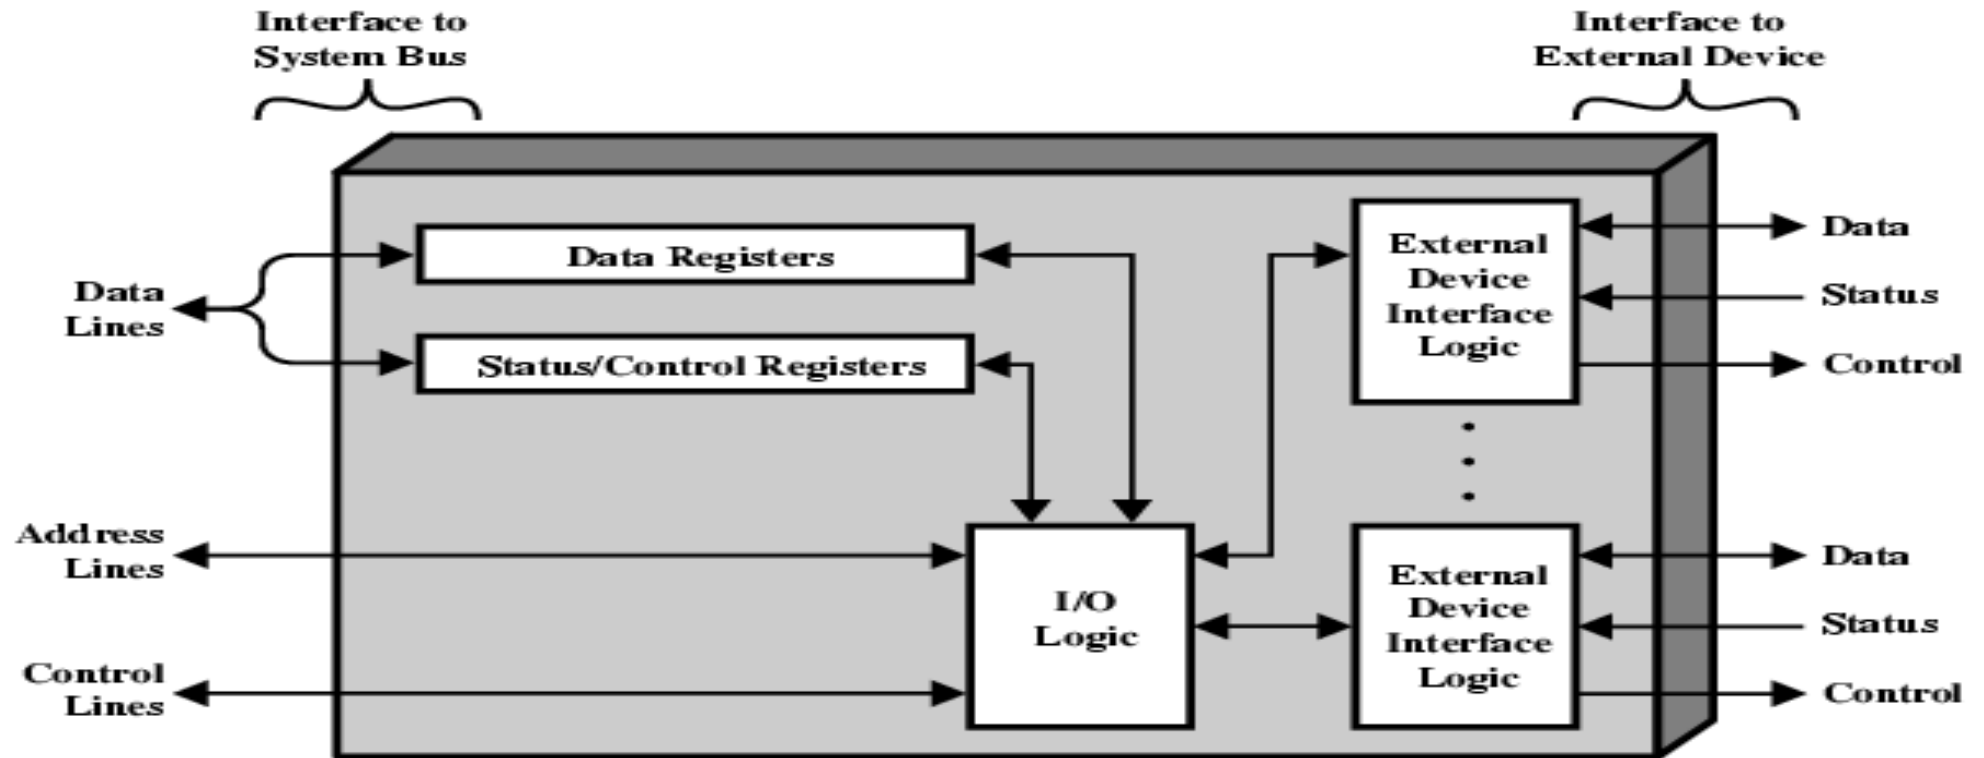 Interface to
System Bus
Interface to
External Device
Data Registers
Status/Control Registers
Data
Lines
Address
Lines
Control
Lines
I/O
Logic
External
Device
Interface
Logic
Data
Status
Control
External
Device
Interface
Logic
Data
Status
Control